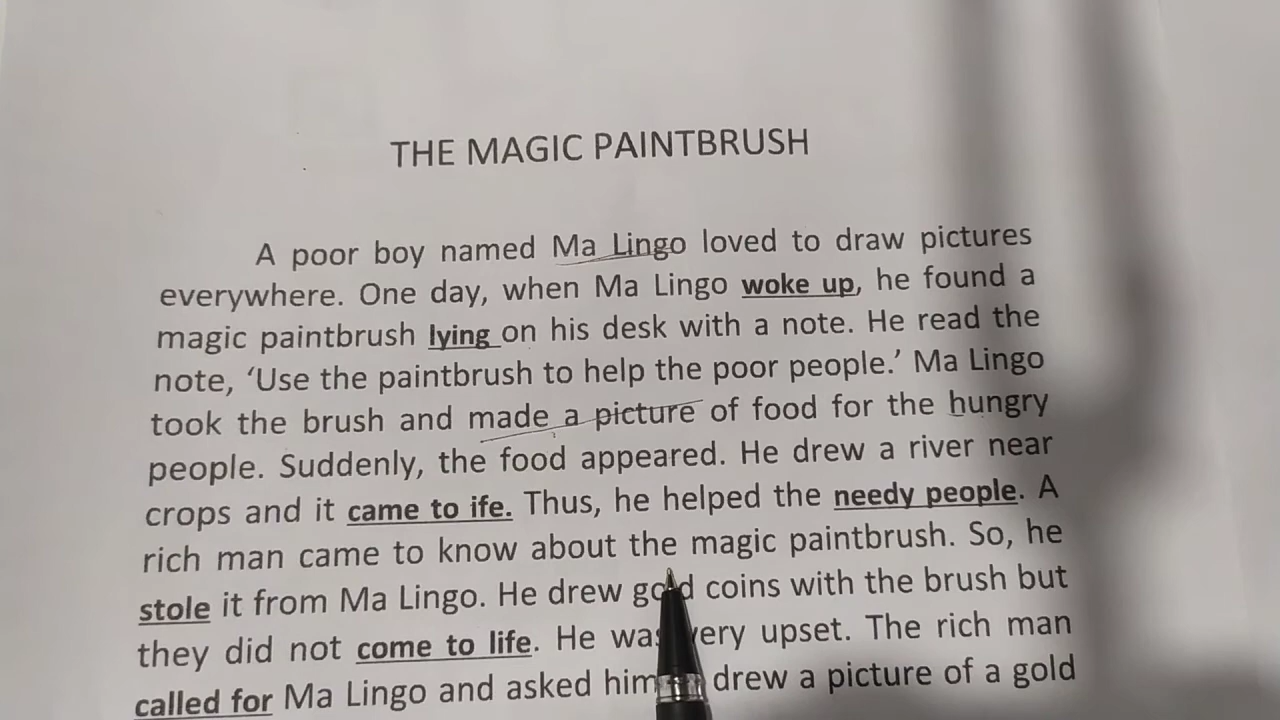 THE MAGIC PAINTBRUSH
A poor boy named Ma Lingo loved to draw pictures
everywhere. One day, when Ma Lingo woke up, he found a
magic paintbrush lying on his desk with a note. He read the
note, ‘Use the paintbrush to help the poor people.’ Ma Lingo
took the brush and made a picture of food for the hungry
people. Suddenly, the food appeared. He drew a river near
crops and it came to ife. Thus, he helped the needy people. A
rich man came to know about the magic paintbrush. So, he
stole it from Ma Lingo. He drew gold coins with the brush but
they did not come to life. He was very upset. The rich man
called for Ma Lingo and asked him drew a picture of a gold